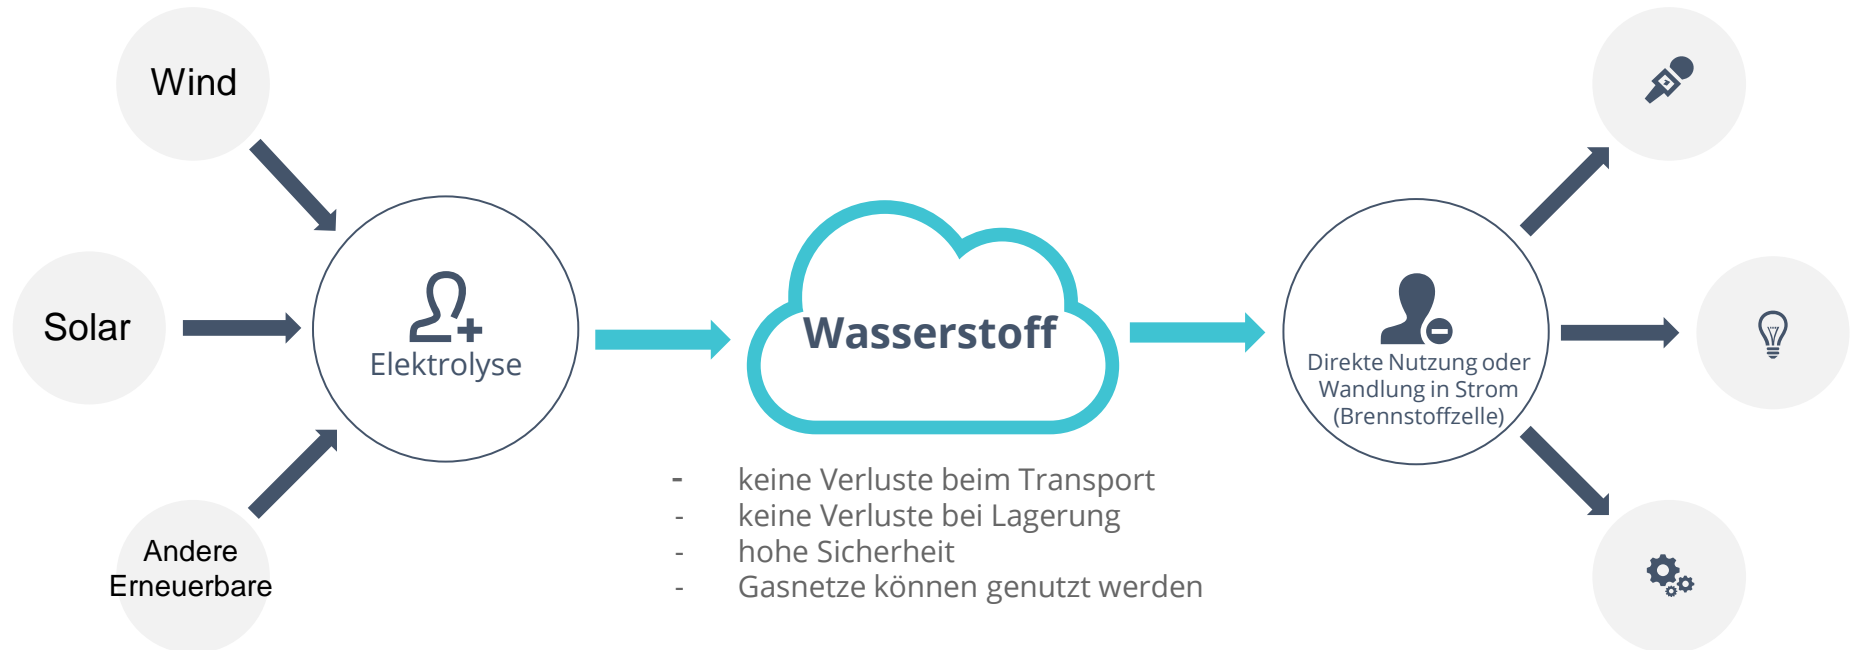 Wind
Solar
Andere
Erneuerbare
Elektrolyse
Wasserstoff
- keine Verluste beim Transport
- keine Verluste bei Lagerung
- hohe Sicherheit
- Gasnetze können genutzt werden
Direkte Nutzung oder
Wandlung in Strom
(Brennstoffzelle)